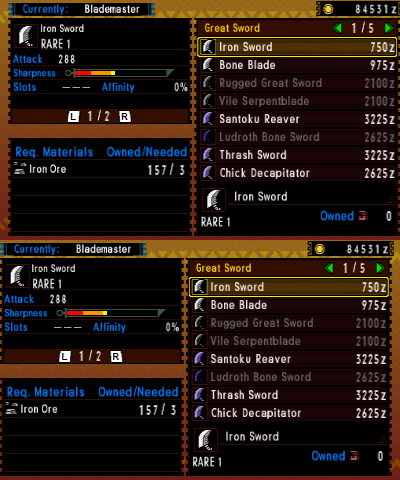 Currently: Blademaster
84531z
Iron Sword
RARE 1
Attack 288
Sharpness
Slots --- Affinity 0%
L 1/2 R
Req. Materials Owned/Needed
Iron Ore 157/ 3
Great Sword 1/5
Iron Sword 750z
Bone Blade 975z
Rugged Great Sword 2100z
Vile Serpentblade 2100z
Santoku Reaver 3225z
Ludroth Bone Sword 2625z
Thrash Sword 3225z
Chick Decapitator 2625z
Iron Sword
RARE 1
Owned 0
Currently: Blademaster
84531z
Iron Sword
RARE 1
Attack 288
Sharpness
Slots --- Affinity 0%
L 1/2 R
Req. Materials Owned/Needed
Iron Ore 157/ 3
Great Sword 1/5
Iron Sword 750z
Bone Blade 975z
Rugged Great Sword 2100z
Vile Serpentblade 2100z
Santoku Reaver 3225z
Ludroth Bone Sword 2625z
Thrash Sword 3225z
Chick Decapitator 2625z
Iron Sword
RARE 1
Owned 0